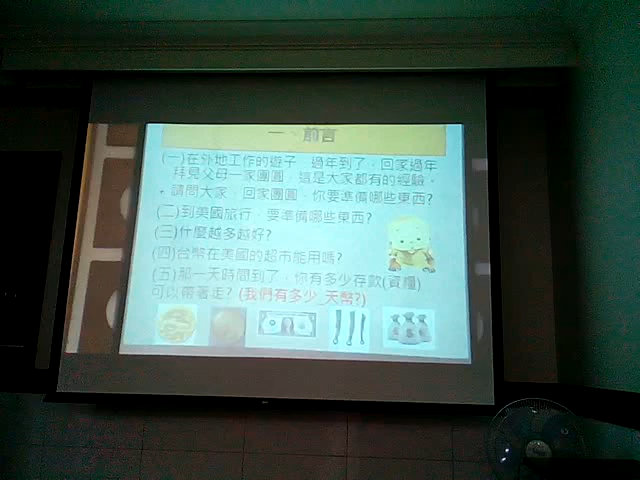 一、前言
(一)在外地工作的遊子，過年到了，回家過年
拜見父母一家團圓，這是大家都有的經驗。
，請問大家，回家團圓，你要準備哪些東西?
(二)到美國旅行，要準備哪些東西?
(三)什麼越多越好?
(四)台幣在美國的超市能用嗎?
(五)那一天時間到了，你有多少存款(資糧)
可以帶著走? (我們有多少 天幣?)